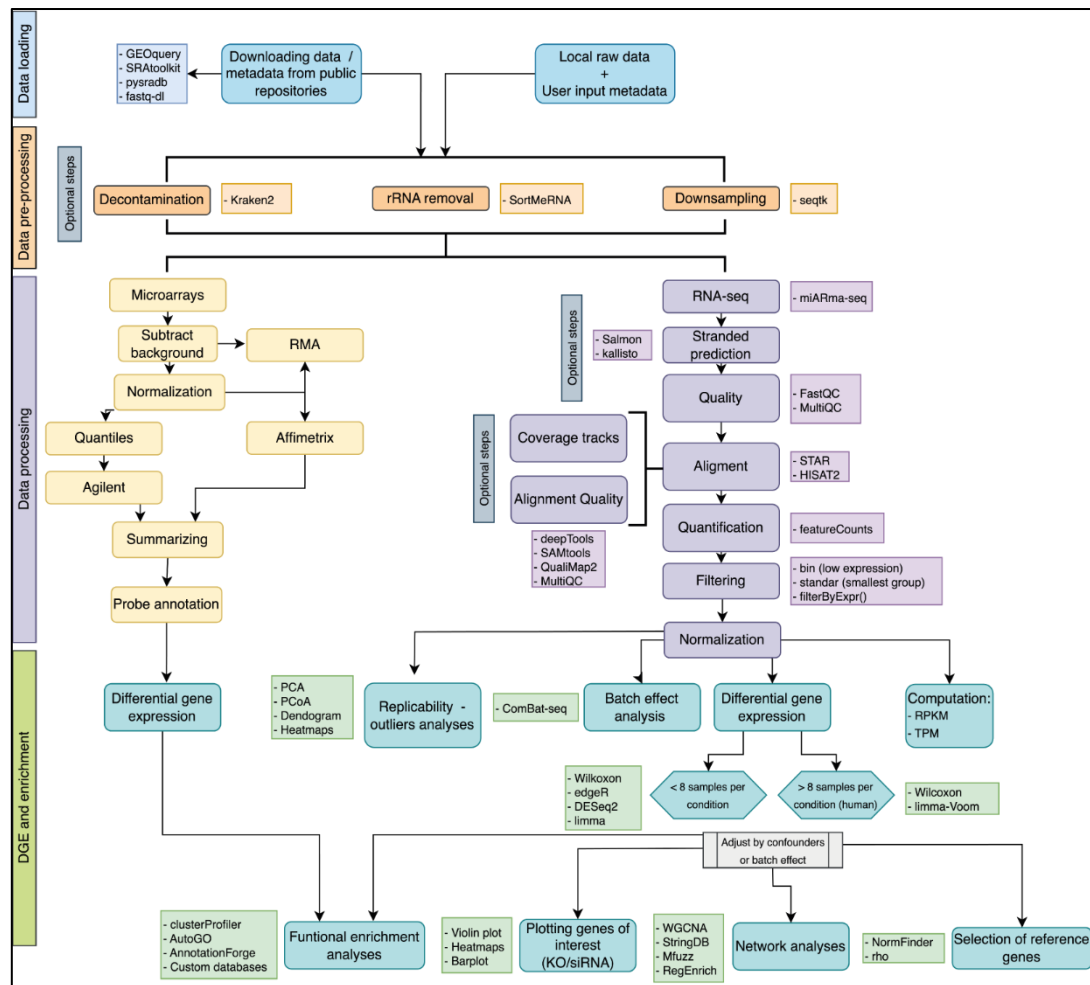 Data loading
- GEOquery
- SRAtoolkit
- pysradb
- fastq-dl
Downloading data /
metadata from public
repositories
Local raw data
+
User input metadata
Data pre-processing
Optional steps
Decontamination
- Kraken2
rRNA removal
- SortMeRNA
Downsampling
- seqtk
Data processing
Microarrays
Subtract
background
RMA
Normalization
Quantiles
Affimetrix
Agilent
Summarizing
Probe annotation
Optional steps
RNA-seq
- miARma-seq
- Salmon
- kallisto
Stranded
prediction
Quality
- FastQC
- MultiQC
Optional steps
Coverage tracks
Alignment Quality
- deepTools
- SAMtools
- QualiMap2
- MultiQC
Aligment
- STAR
- HISAT2
Quantification
- featureCounts
Filtering
- bin (low expression)
- standar (smallest group)
- filterByExpr()
Normalization
DGE and enrichment
Differential gene
expression
- PCA
- PCoA
- Dendogram
- Heatmaps
Replicability -
outliers analyses
- ComBat-seq
Batch effect
analysis
Differential gene
expression
Computation:
- RPKM
- TPM
- Wilkoxon
- edgeR
- DESeq2
- limma
< 8 samples per
condition
> 8 samples per
condition (human)
- Wilcoxon
- limma-Voom
Adjust by confounders
or batch effect
- clusterProfiler
- AutoGO
- AnnotationForge
- Custom databases
Funtional enrichment
analyses
- Violin plot
- Heatmaps
- Barplot
Plotting genes of
interest
(KO/siRNA)
- WGCNA
- StringDB
- Mfuzz
- RegEnrich
Network analyses
- NormFinder
- rho
Selection of reference
genes